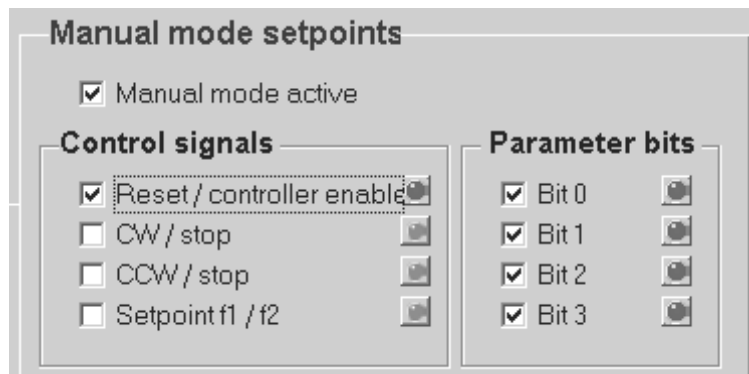 Manual mode setpoints
Manual mode active
Control signals
Reset / controller enable
CW / stop
CCW / stop
Setpoint f1 / f2
Parameter bits
Bit 0
Bit 1
Bit 2
Bit 3